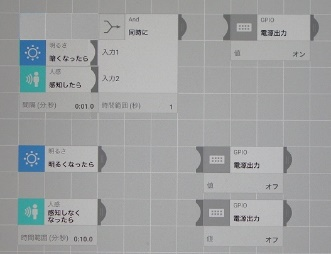 And
同時に
GPIO
電源出力
明るさ
暗くなったら
入力1
値
オン
人感
感知したら
入力2
間隔 (分:秒)
0:01.0
時間範囲 (秒)
1
明るさ
明るくなったら
GPIO
電源出力
値
オフ
人感
感知しなく
なったら
GPIO
電源出力
時間範囲 (分:秒)
0:10.0
値
オフ